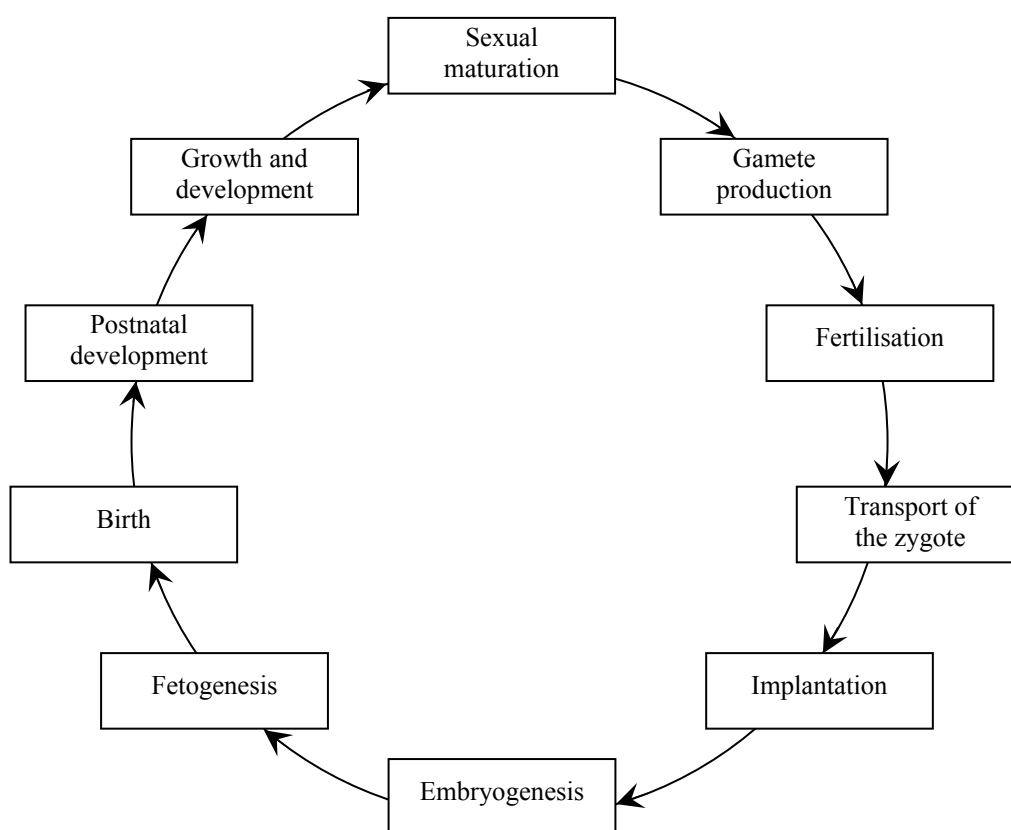 Sexual
maturation
Gamete
production
Fertilisation
Transport of
the zygote
Implantation
Embryogenesis
Fetogenesis
Birth
Postnatal
development
Growth and
development